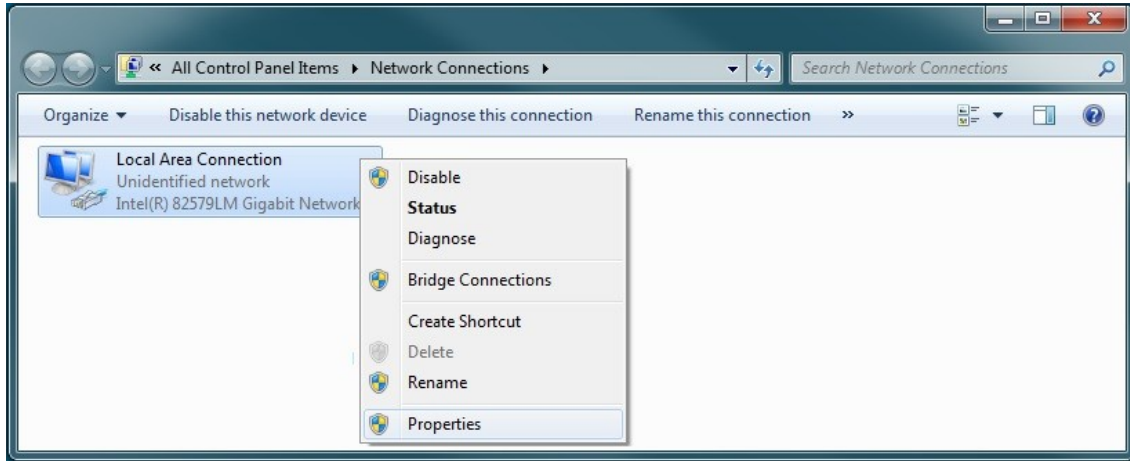 « All Control Panel Items ▸ Network Connections ▸ Search Network Connections
Organize ▾ Disable this network device Diagnose this connection Rename this connection »
Local Area Connection
Unidentified network
Intel(R) 82579LM Gigabit Network
Disable
Status
Diagnose
Bridge Connections
Create Shortcut
Delete
Rename
Properties